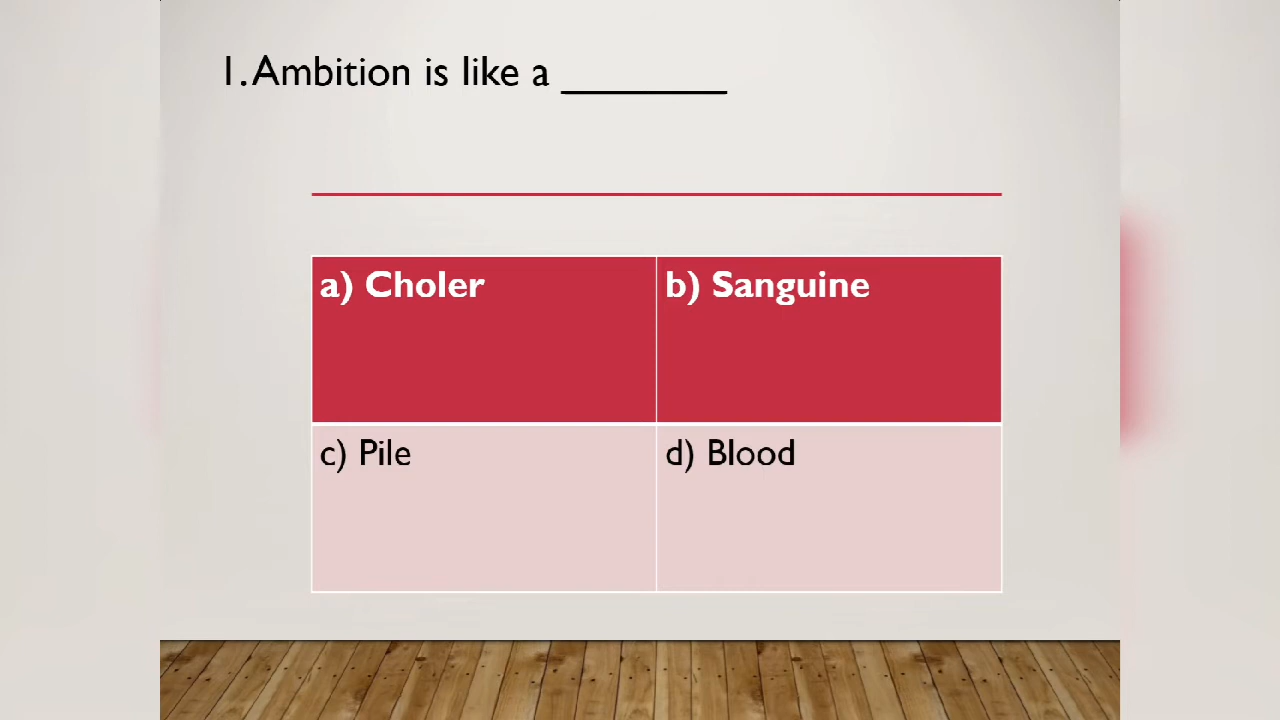 1. Ambition is like a ________
a) Choler
b) Sanguine
c) Pile
d) Blood